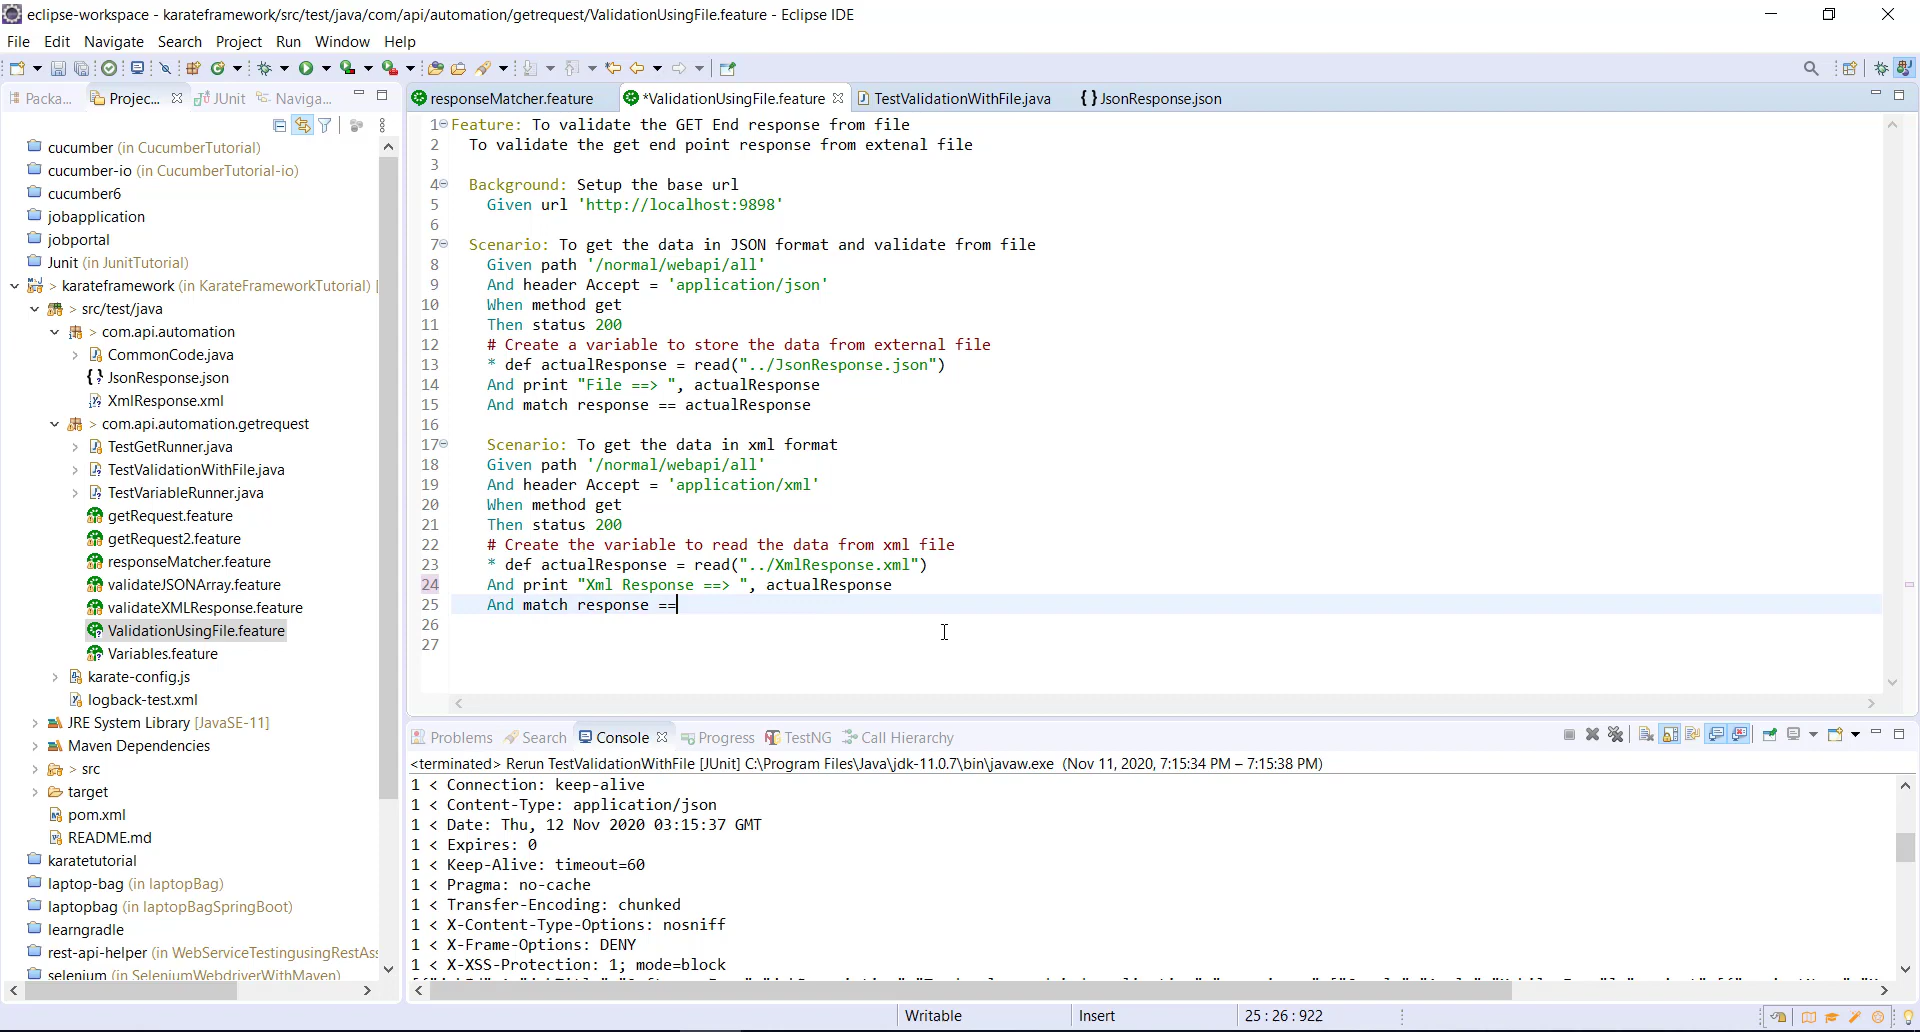 eclipse-workspace - karateframework/src/test/java/com/api/automation/getrequest/ValidationUsingFile.feature - Eclipse IDE
File Edit Navigate Search Project Run Window Help
Packa... Projec... JUnit Naviga...
cucumber (in CucumberTutorial)
cucumber-io (in CucumberTutorial-io)
cucumber6
jobapplication
jobportal
Junit (in JunitTutorial)
> karateframework (in KarateFrameworkTutorial) [
> src/test/java
> com.api.automation
CommonCode.java
JsonResponse.json
XmlResponse.xml
> com.api.automation.getrequest
TestGetRunner.java
TestValidationWithFile.java
TestVariableRunner.java
getRequest.feature
getRequest2.feature
responseMatcher.feature
validateJSONArray.feature
validateXMLResponse.feature
ValidationUsingFile.feature
Variables.feature
karate-config.js
logback-test.xml
JRE System Library [JavaSE-11]
Maven Dependencies
> src
target
pom.xml
README.md
karatetutorial
laptop-bag (in laptopBag)
laptopbag (in laptopBagSpringBoot)
learngradle
rest-api-helper (in WebServiceTestingusingRestAss
selenium (in SeleniumWebdriverWithMaven)
responseMatcher.feature *ValidationUsingFile.feature TestValidationWithFile.java JsonResponse.json
1 Feature: To validate the GET End response from file
2 To validate the get end point response from extenal file
3
4 Background: Setup the base url
5 Given url 'http://localhost:9898'
6
7 Scenario: To get the data in JSON format and validate from file
8 Given path '/normal/webapi/all'
9 And header Accept = 'application/json'
10 When method get
11 Then status 200
12 # Create a variable to store the data from external file
13 * def actualResponse = read("../JsonResponse.json")
14 And print "File ==> ", actualResponse
15 And match response == actualResponse
16
17 Scenario: To get the data in xml format
18 Given path '/normal/webapi/all'
19 And header Accept = 'application/xml'
20 When method get
21 Then status 200
22 # Create the variable to read the data from xml file
23 * def actualResponse = read("../XmlResponse.xml")
24 And print "Xml Response ==> ", actualResponse
25 And match response ==
26
27
Problems Search Console Progress TestNG Call Hierarchy
<terminated> Rerun TestValidationWithFile [JUnit] C:\Program Files\Java\jdk-11.0.7\bin\javaw.exe (Nov 11, 2020, 7:15:34 PM – 7:15:38 PM)
1 < Connection: keep-alive
1 < Content-Type: application/json
1 < Date: Thu, 12 Nov 2020 03:15:37 GMT
1 < Expires: 0
1 < Keep-Alive: timeout=60
1 < Pragma: no-cache
1 < Transfer-Encoding: chunked
1 < X-Content-Type-Options: nosniff
1 < X-Frame-Options: DENY
1 < X-XSS-Protection: 1; mode=block
Writable Insert 25 : 26 : 922